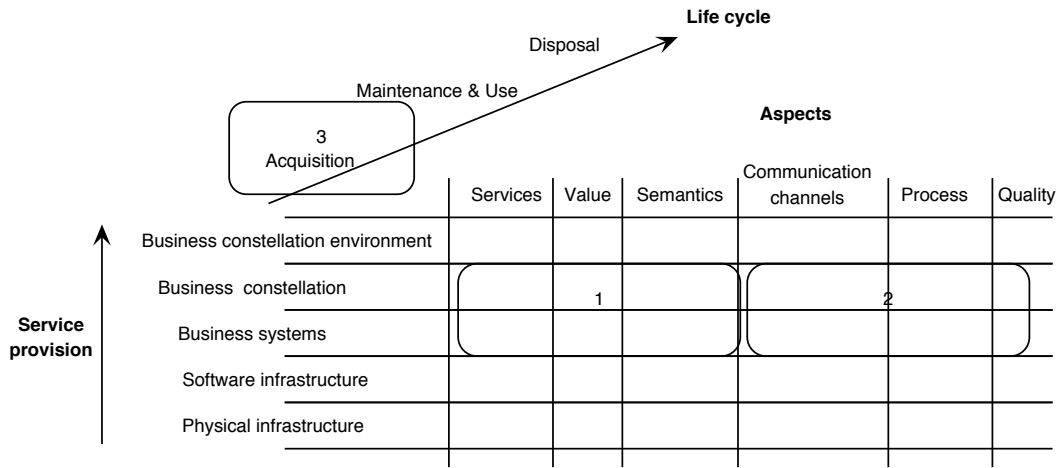 Life cycle
Disposal
Maintenance & Use
3
Acquisition
Aspects
Communication
channels
Services
Value
Semantics
Process
Quality
Business constellation environment
Business constellation
1
2
Service
provision
Business systems
Software infrastructure
Physical infrastructure